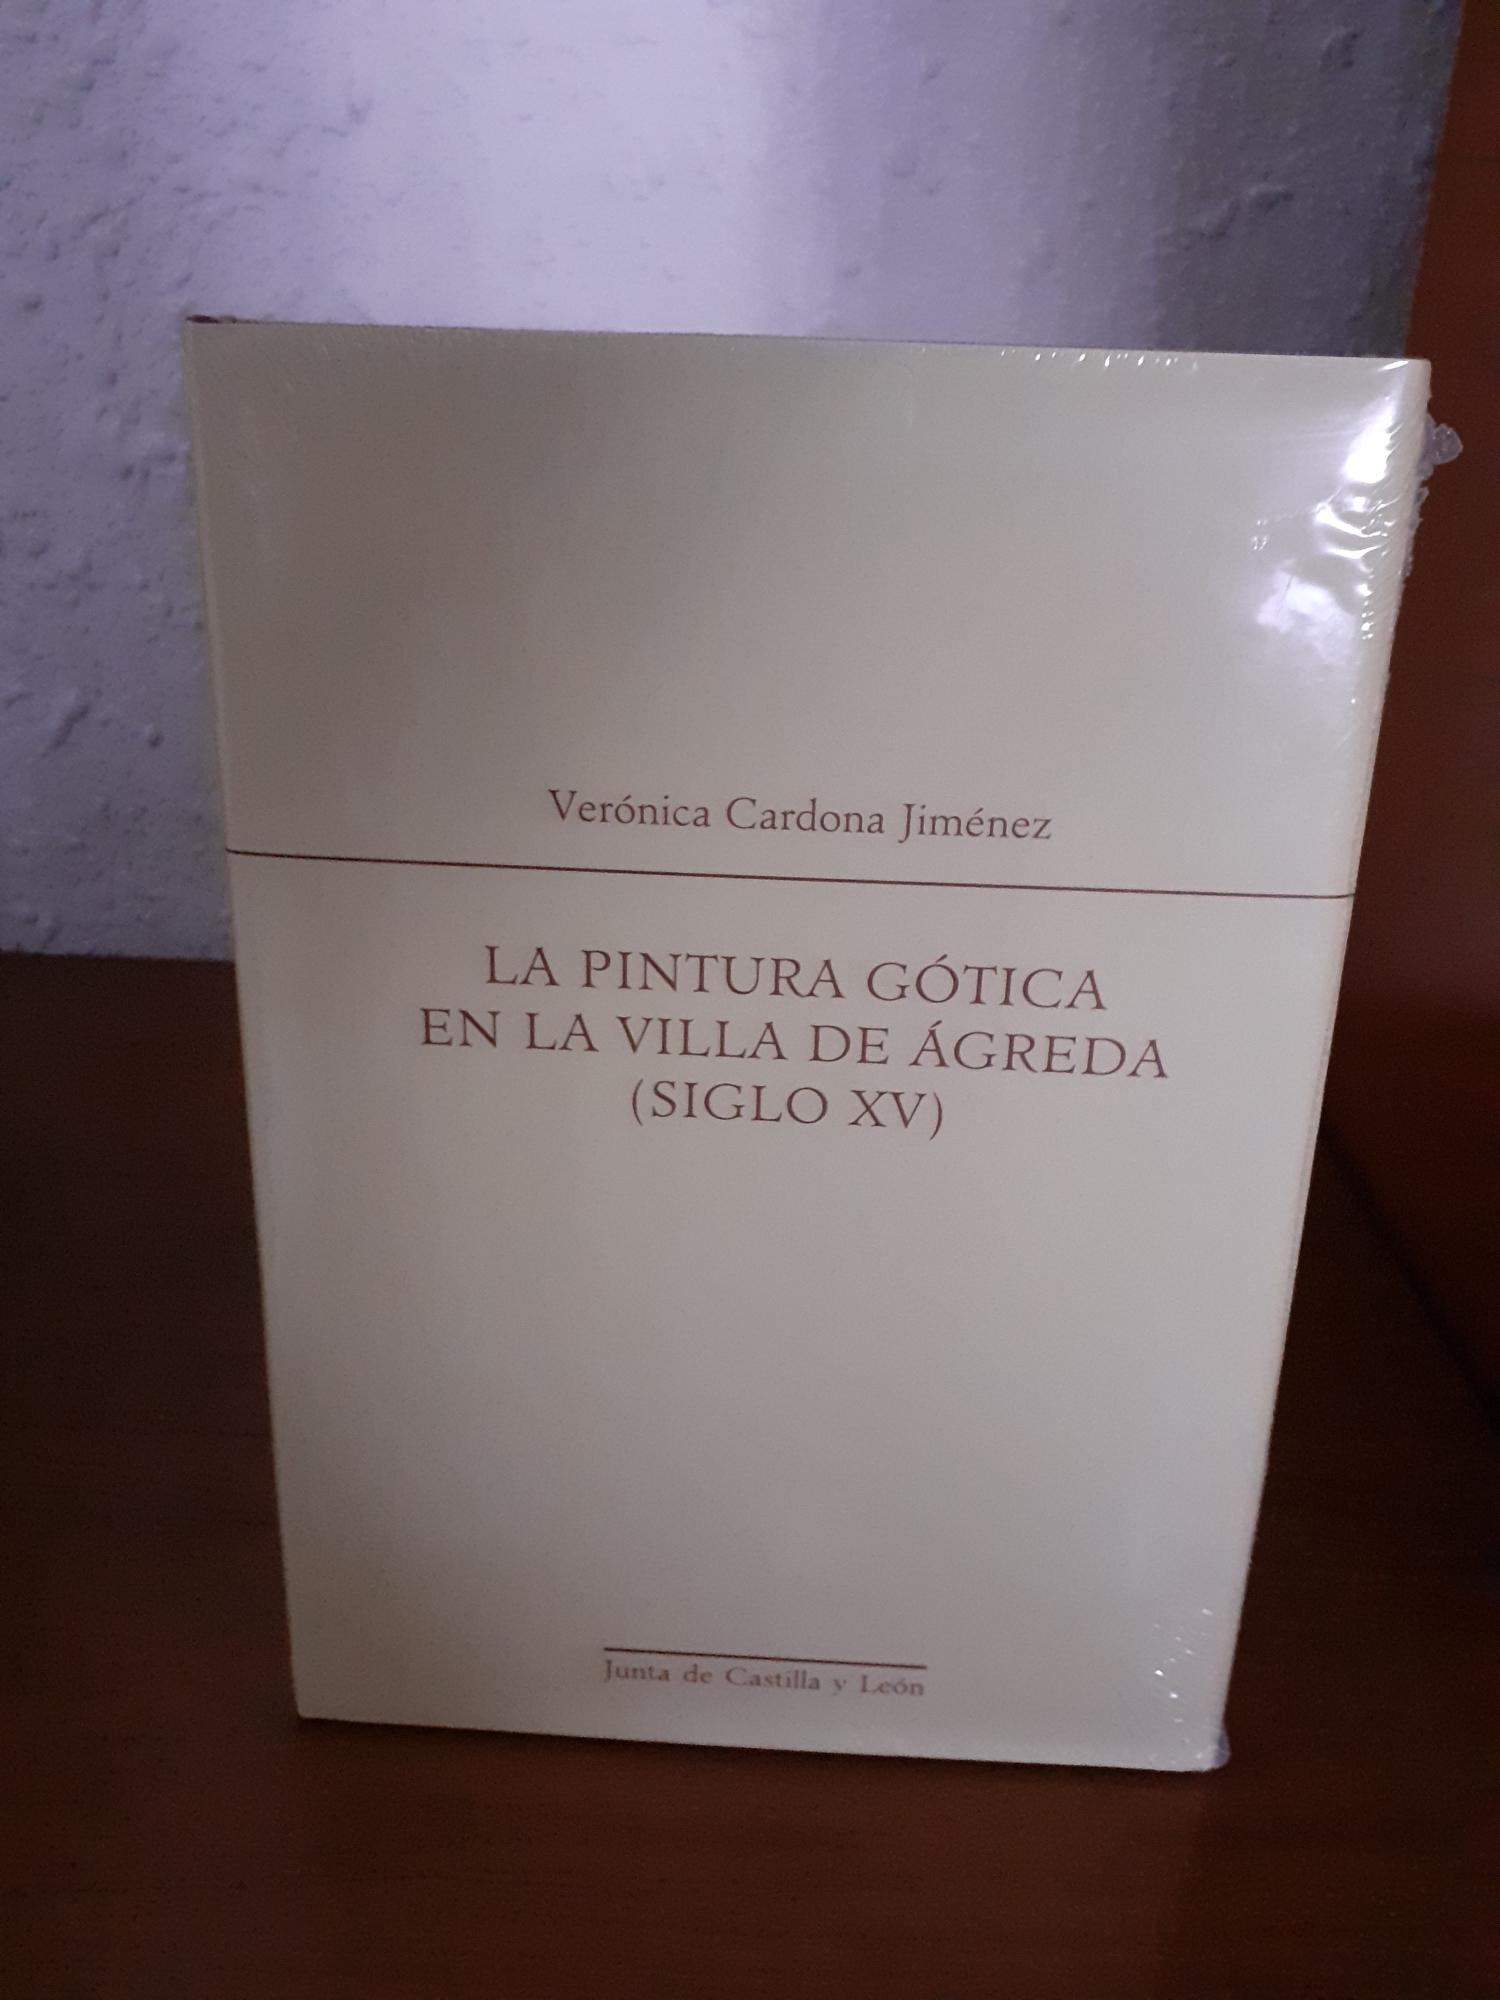 Verónica Cardona Jiménez
LA PINTURA GÓTICA
EN LA VILLA DE ÁGREDA
(SIGLO XV)
Junta de Castilla y León